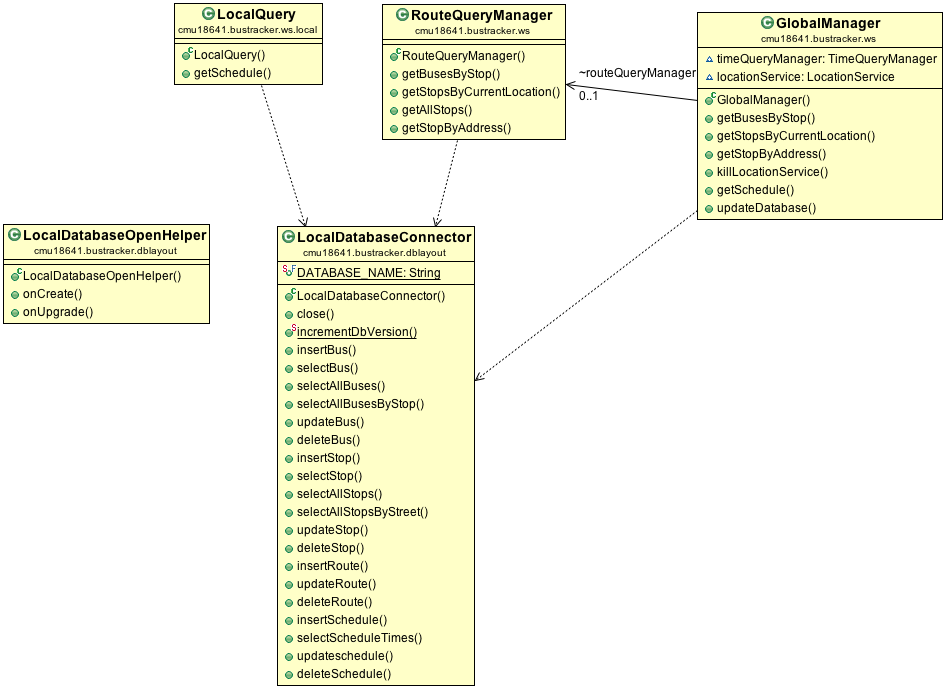 LocalQuery
cmu18641.bustracker.ws.local
LocalQuery()
getSchedule()
RouteQueryManager
cmu18641.bustracker.ws
RouteQueryManager()
getBusesByStop()
getStopsByCurrentLocation()
getAllStops()
getStopByAddress()
~routeQueryManager
0..1
GlobalManager
cmu18641.bustracker.ws
timeQueryManager: TimeQueryManager
locationService: LocationService
GlobalManager()
getBusesByStop()
getStopsByCurrentLocation()
getStopByAddress()
killLocationService()
getSchedule()
updateDatabase()
LocalDatabaseOpenHelper
cmu18641.bustracker.dblayout
LocalDatabaseOpenHelper()
onCreate()
onUpgrade()
LocalDatabaseConnector
cmu18641.bustracker.dblayout
DATABASE_NAME: String
LocalDatabaseConnector()
close()
incrementDbVersion()
insertBus()
selectBus()
selectAllBuses()
selectAllBusesByStop()
updateBus()
deleteBus()
insertStop()
selectStop()
selectAllStops()
selectAllStopsByStreet()
updateStop()
deleteStop()
insertRoute()
updateRoute()
deleteRoute()
insertSchedule()
selectScheduleTimes()
updateschedule()
deleteSchedule()